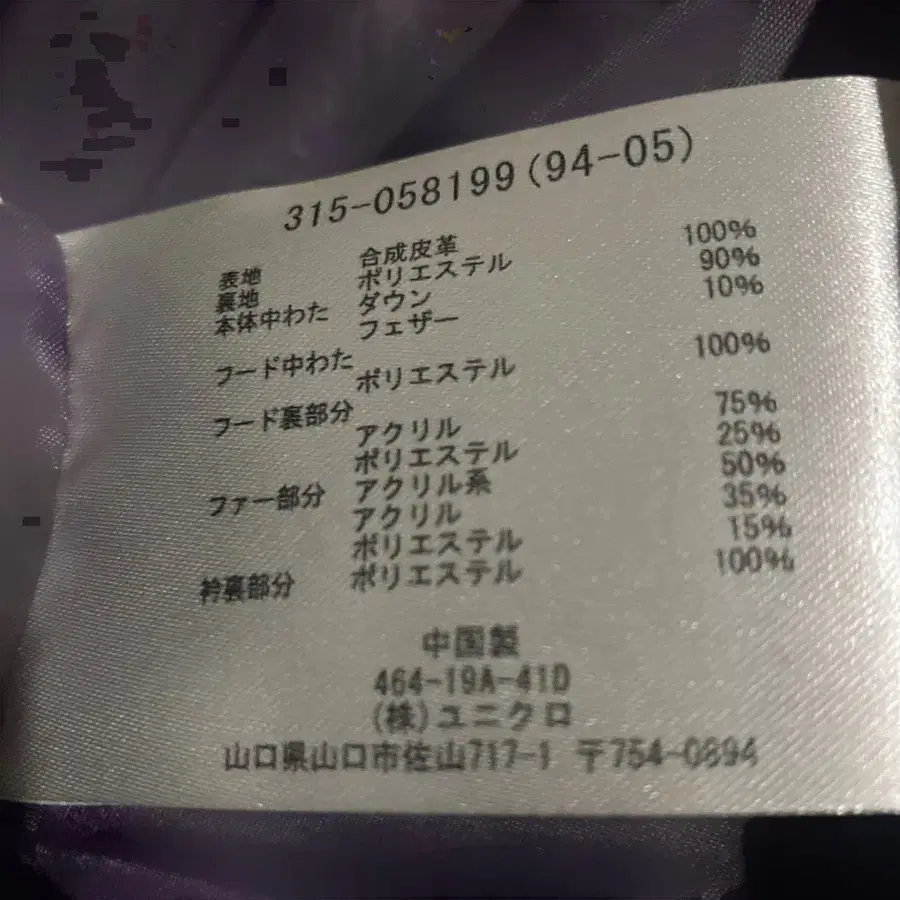 315-058199(94-05)
表地 合成皮革
裏地 ポリエステル 100%
本体中わた ダウン 90%
フェザー 10%
フード中わた
ポリエステル 100%
フード裏部分
アクリル 75%
ポリエステル 25%
ファー部分 アクリル系 50%
アクリル 35%
ポリエステル 15%
衿裏部分 ポリエステル 100%
中国製
464-19A-41D
(株)ユニクロ
山口県山口市佐山717-1 〒754-0894